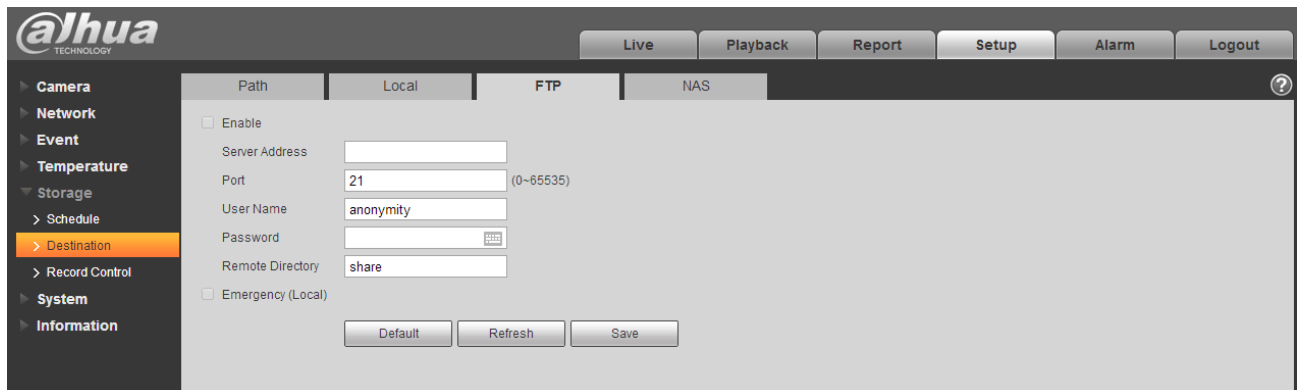 alhua
TECHNOLOGY
Live Playback Report Setup Alarm Logout
Camera
Network
Event
Temperature
Storage
Schedule
Destination
Record Control
System
Information
Path Local FTP NAS ?
Enable
Server Address
Port 21 (0~65535)
User Name anonymity
Password
Remote Directory share
Emergency (Local)
Default Refresh Save